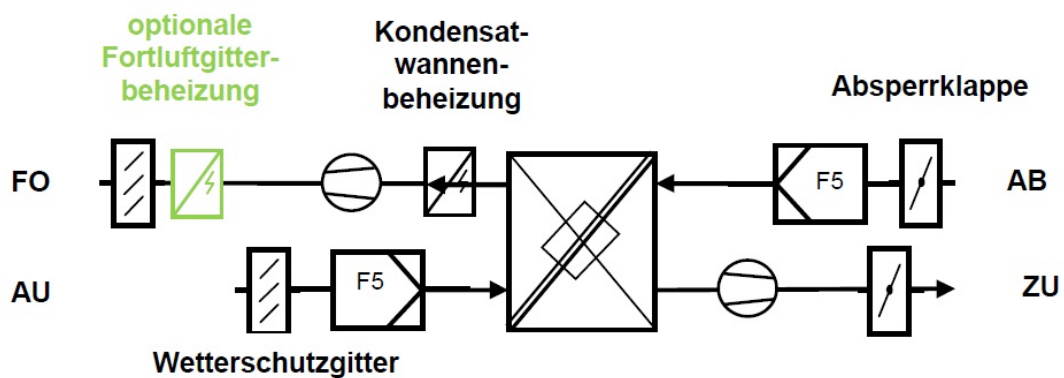 optionale
Fortluftgitter-
beheizung
Kondensat-
wannen-
beheizung
Absperrklappe
FO
F5
AB
AU
F5
ZU
Wetterschutzgitter